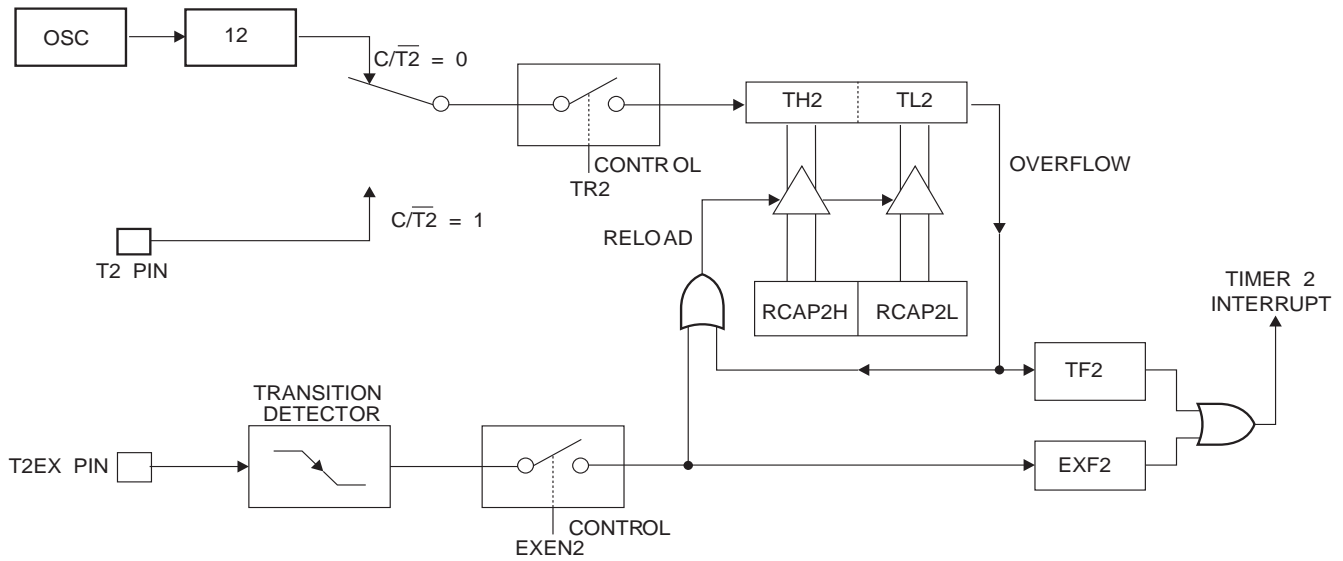 OSC
12
C/T2 = 0
TH2
TL2
CONTROL
TR2
OVERFLOW
C/T2 = 1
T2 PIN
RELOAD
RCAP2H
RCAP2L
TIMER 2
INTERRUPT
TF2
TRANSITION
DETECTOR
T2EX PIN
EXF2
CONTROL
EXEN2